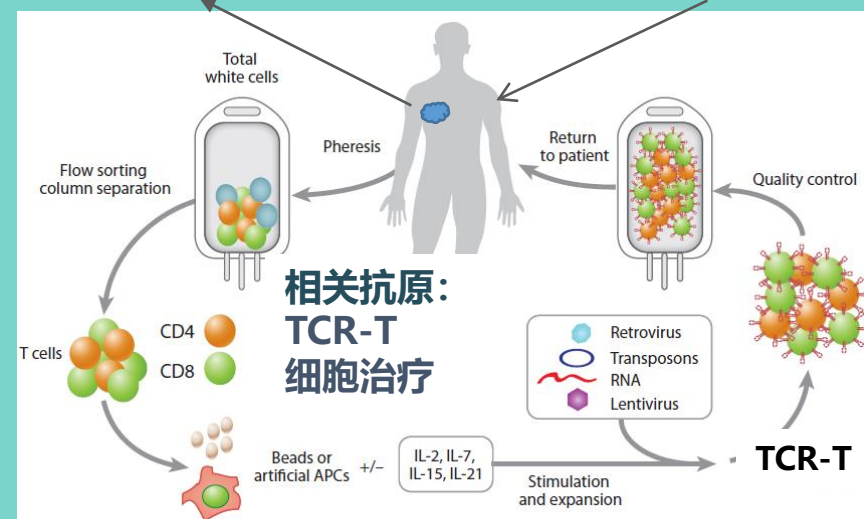 Total
white cells
Pheresis
Return
to patient
Flow sorting
column separation
Quality control
相关抗原：
TCR-T
细胞治疗
T cells
CD4
CD8
Retrovirus
Transposons
RNA
Lentivirus
Beads or
artificial APCs
+/−
IL-2, IL-7,
IL-15, IL-21
Stimulation
and expansion
TCR-T